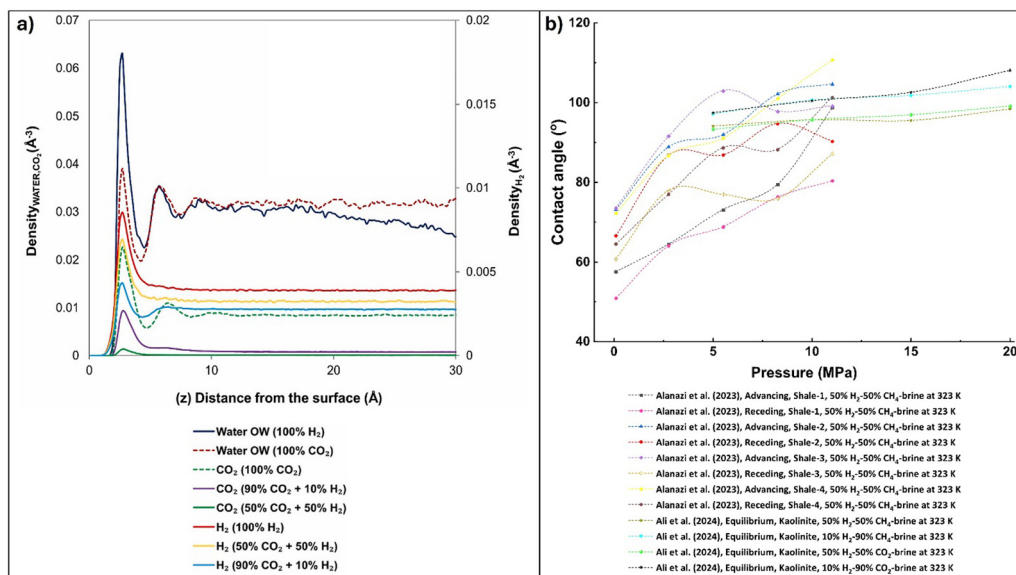 a)
0.07
0.06
0.05
0.04
0.03
0.02
0.01
0
Density_WATER,CO₂(Å⁻³)
0.02
0.015
0.01
0.005
0
Density_H₂(Å⁻³)
0
10
20
30
(z) Distance from the surface (Å)
Water OW (100% H₂)
Water OW (100% CO₂)
CO₂ (100% CO₂)
CO₂ (90% CO₂ + 10% H₂)
CO₂ (50% CO₂ + 50% H₂)
H₂ (100% H₂)
H₂ (50% CO₂ + 50% H₂)
H₂ (90% CO₂ + 10% H₂)
b)
120
100
80
60
40
Contact angle (º)
0
5
10
15
20
Pressure (MPa)
Alanazi et al. (2023), Advancing, Shale-1, 50% H₂-50% CH₄-brine at 323 K
Alanazi et al. (2023), Receding, Shale-1, 50% H₂-50% CH₄-brine at 323 K
Alanazi et al. (2023), Advancing, Shale-2, 50% H₂-50% CH₄-brine at 323 K
Alanazi et al. (2023), Receding, Shale-2, 50% H₂-50% CH₄-brine at 323 K
Alanazi et al. (2023), Advancing, Shale-3, 50% H₂-50% CH₄-brine at 323 K
Alanazi et al. (2023), Receding, Shale-3, 50% H₂-50% CH₄-brine at 323 K
Alanazi et al. (2023), Advancing, Shale-4, 50% H₂-50% CH₄-brine at 323 K
Alanazi et al. (2023), Receding, Shale-4, 50% H₂-50% CH₄-brine at 323 K
Ali et al. (2024), Equilibrium, Kaolinite, 50% H₂-50% CH₄-brine at 323 K
Ali et al. (2024), Equilibrium, Kaolinite, 10% H₂-90% CH₄-brine at 323 K
Ali et al. (2024), Equilibrium, Kaolinite, 50% H₂-50% CO₂-brine at 323 K
Ali et al. (2024), Equilibrium, Kaolinite, 10% H₂-90% CO₂-brine at 323 K